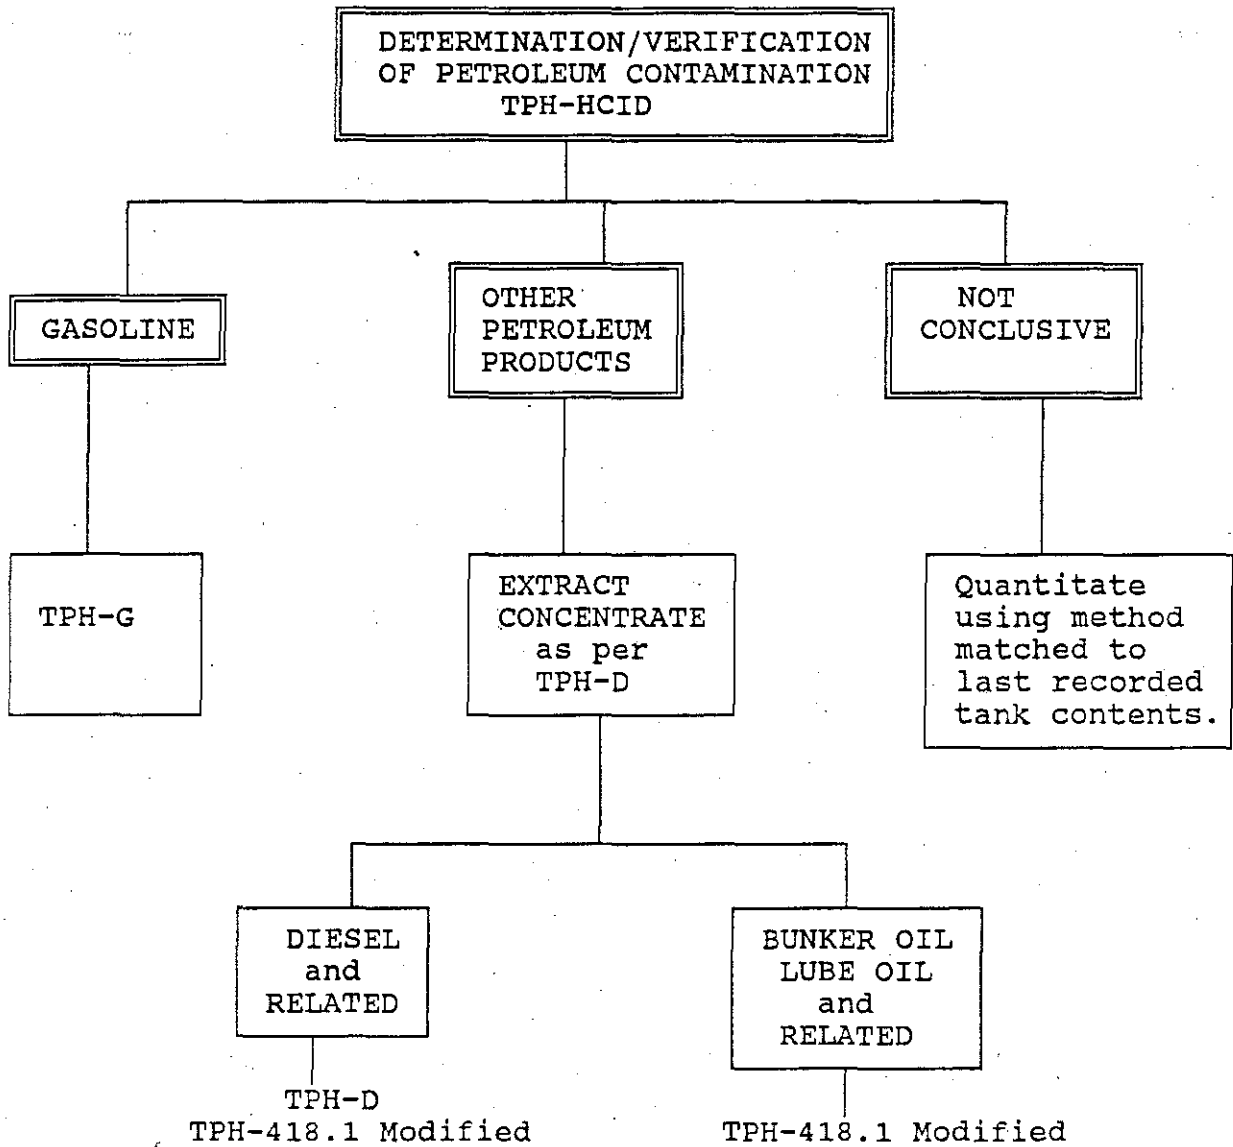 DETERMINATION/VERIFICATION
OF PETROLEUM CONTAMINATION
TPH-HCID
GASOLINE
OTHER
PETROLEUM
PRODUCTS
NOT
CONCLUSIVE
TPH-G
EXTRACT
CONCENTRATE
as per
TPH-D
Quantitate
using method
matched to
last recorded
tank contents.
DIESEL
and
RELATED
BUNKER OIL
LUBE OIL
and
RELATED
TPH-D
TPH-418.1 Modified
TPH-418.1 Modified